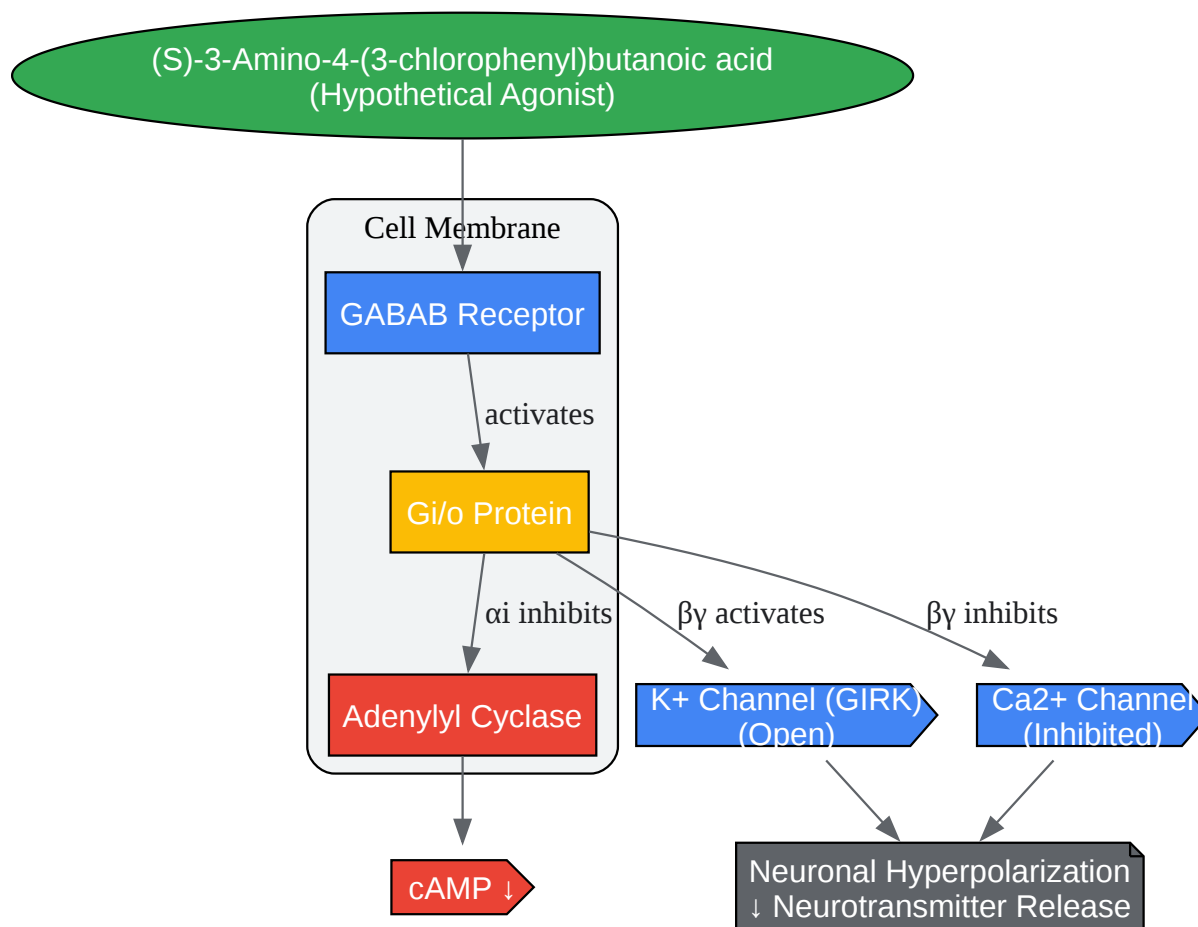 (S)-3-Amino-4-(3-chlorophenyl)butanoic acid
(Hypothetical Agonist)
Cell Membrane
GABAB Receptor
activates
Gi/o Protein
αi inhibits
βγ activates
βγ inhibits
Adenylyl Cyclase
K+ Channel (GIRK)
(Open)
Ca2+ Channel
(Inhibited)
cAMP ↓
Neuronal Hyperpolarization
↓ Neurotransmitter Release